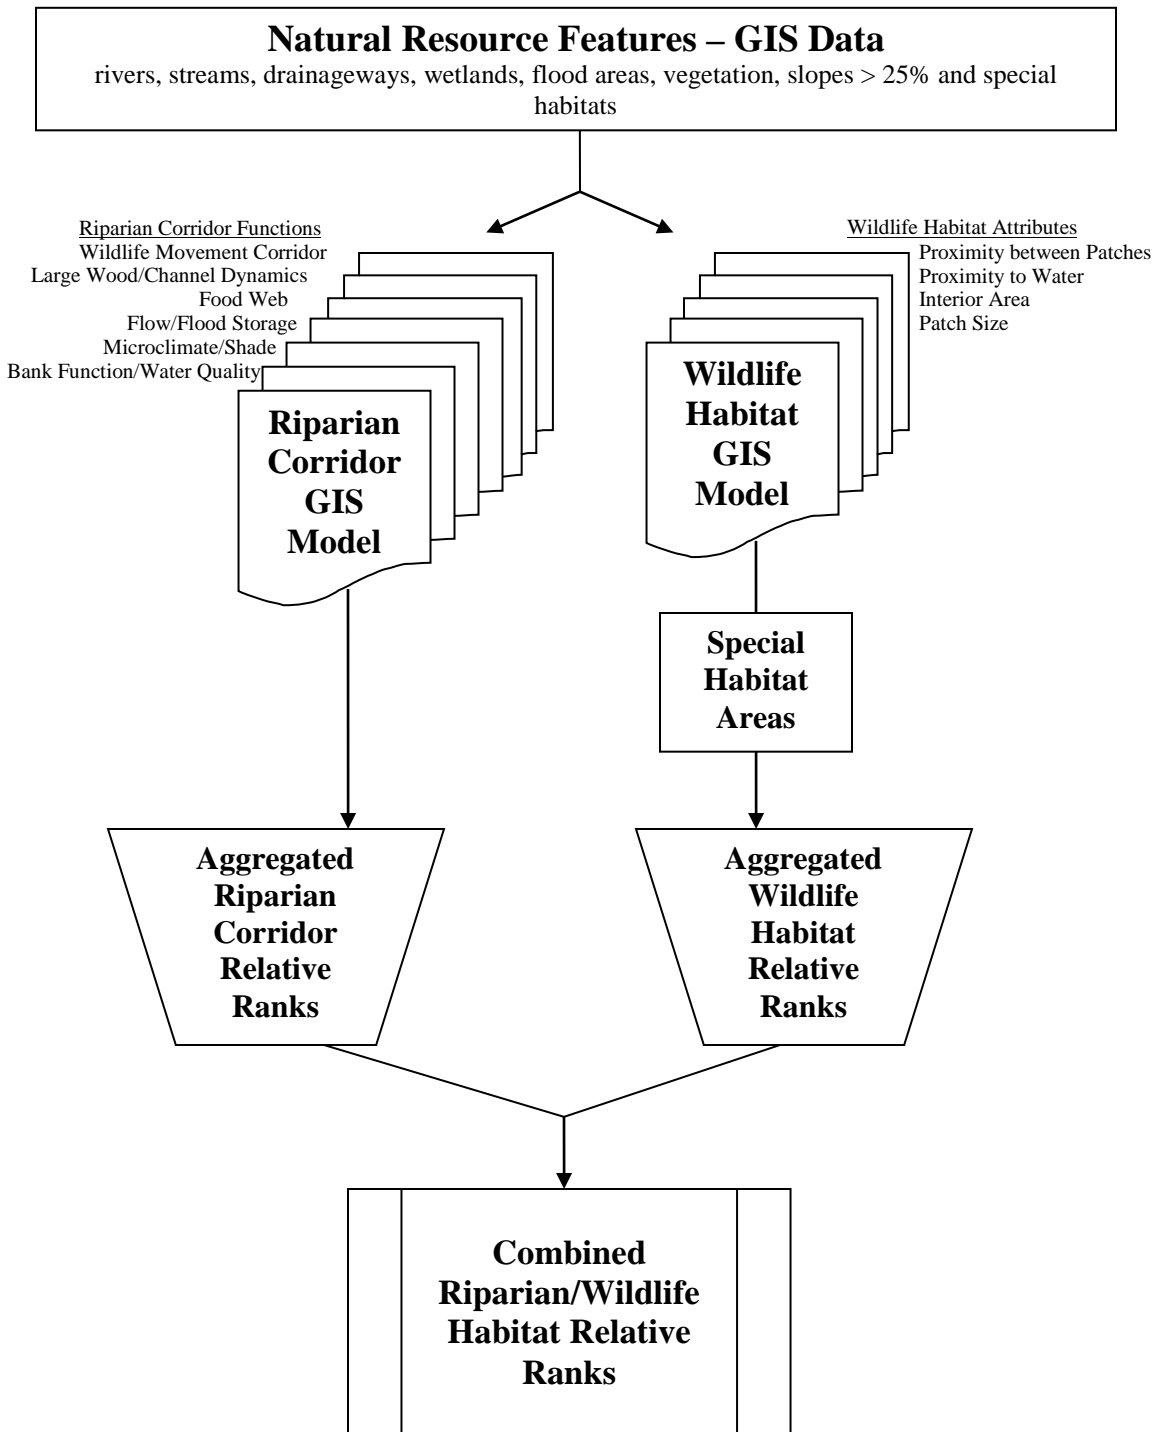 Natural Resource Features – GIS Data
rivers, streams, drainageways, wetlands, flood areas, vegetation, slopes > 25% and special
habitats
Riparian Corridor Functions
Wildlife Movement Corridor
Large Wood/Channel Dynamics
Food Web
Flow/Flood Storage
Microclimate/Shade
Bank Function/Water Quality
Wildlife Habitat Attributes
Proximity between Patches
Proximity to Water
Interior Area
Patch Size
Riparian
Corridor
GIS
Model
Wildlife
Habitat
GIS
Model
Special
Habitat
Areas
Aggregated
Riparian
Corridor
Relative
Ranks
Aggregated
Wildlife
Habitat
Relative
Ranks
Combined
Riparian/Wildlife
Habitat Relative
Ranks